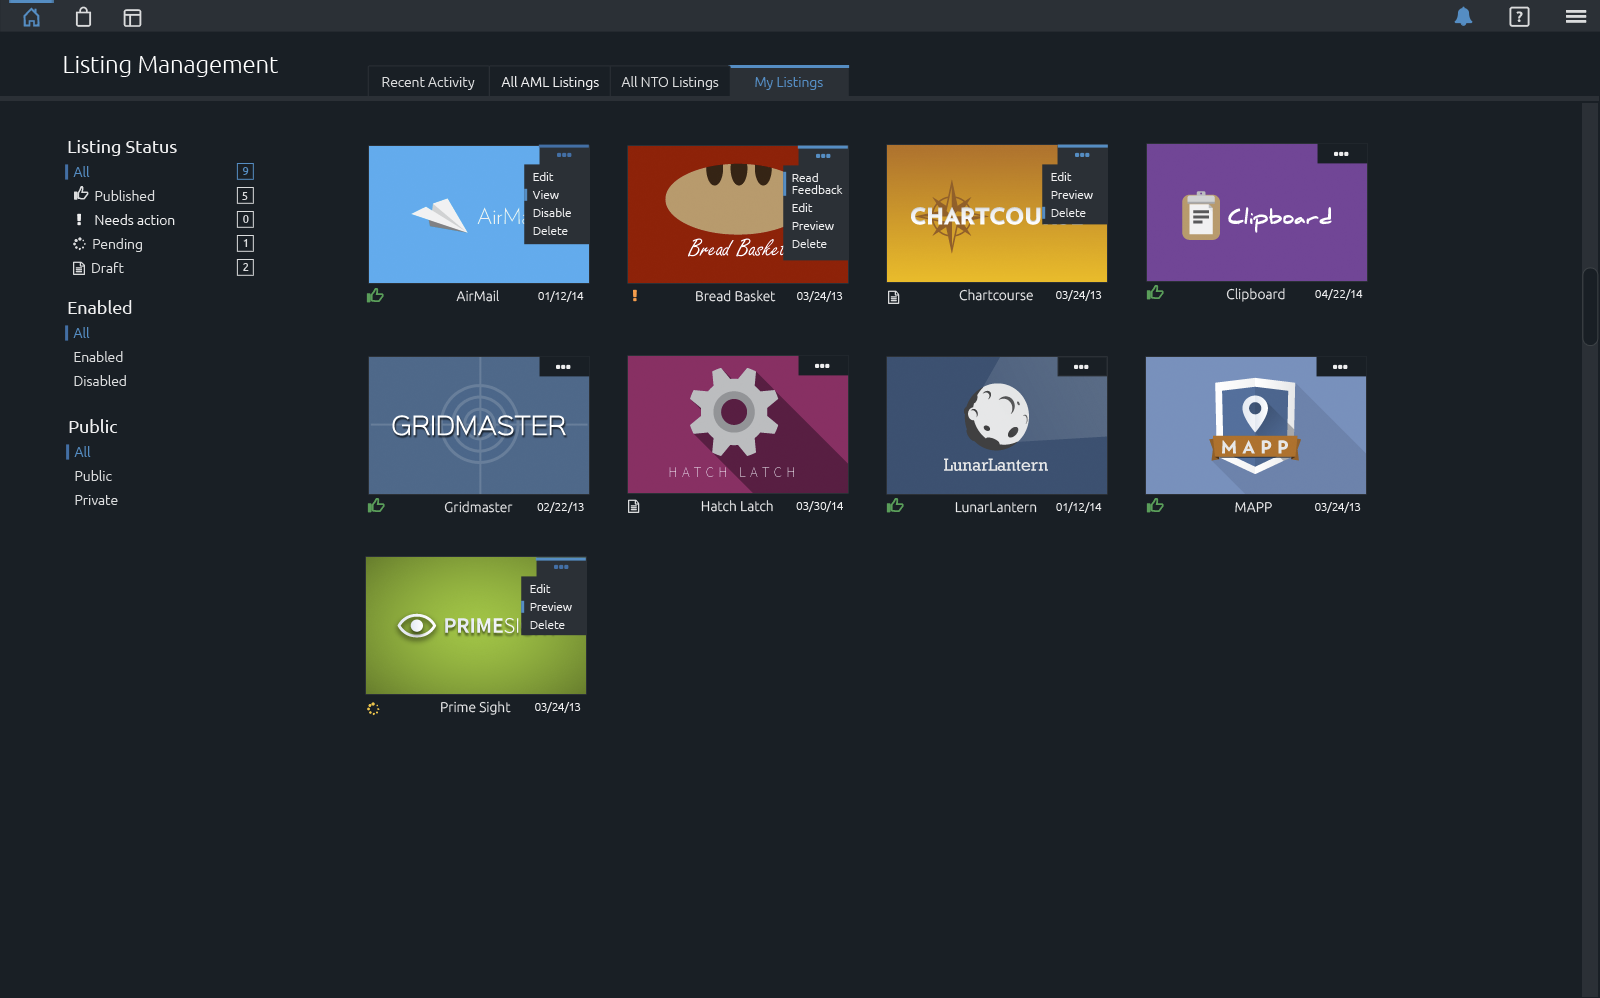 ?
Listing Management
Recent Activity
All AML Listings
All NTO Listings
My Listings
Listing Status
All 9
Published 5
Needs action 0
Pending 1
Draft 2
Enabled
All
Enabled
Disabled
Public
All
Public
Private
AirMa
Edit
View
Disable
Delete
AirMail 01/12/14
Bread Basket
Read
Feedback
Edit
Preview
Delete
Bread Basket 03/24/13
CHARTCOU
Edit
Preview
Delete
Chartcourse 03/24/13
Clipboard
Clipboard 04/22/14
GRIDMASTER
Gridmaster 02/22/13
HATCH LATCH
Hatch Latch 03/30/14
LunarLantern
LunarLantern 01/12/14
MAPP
MAPP 03/24/13
PRIMESI
Edit
Preview
Delete
Prime Sight 03/24/13